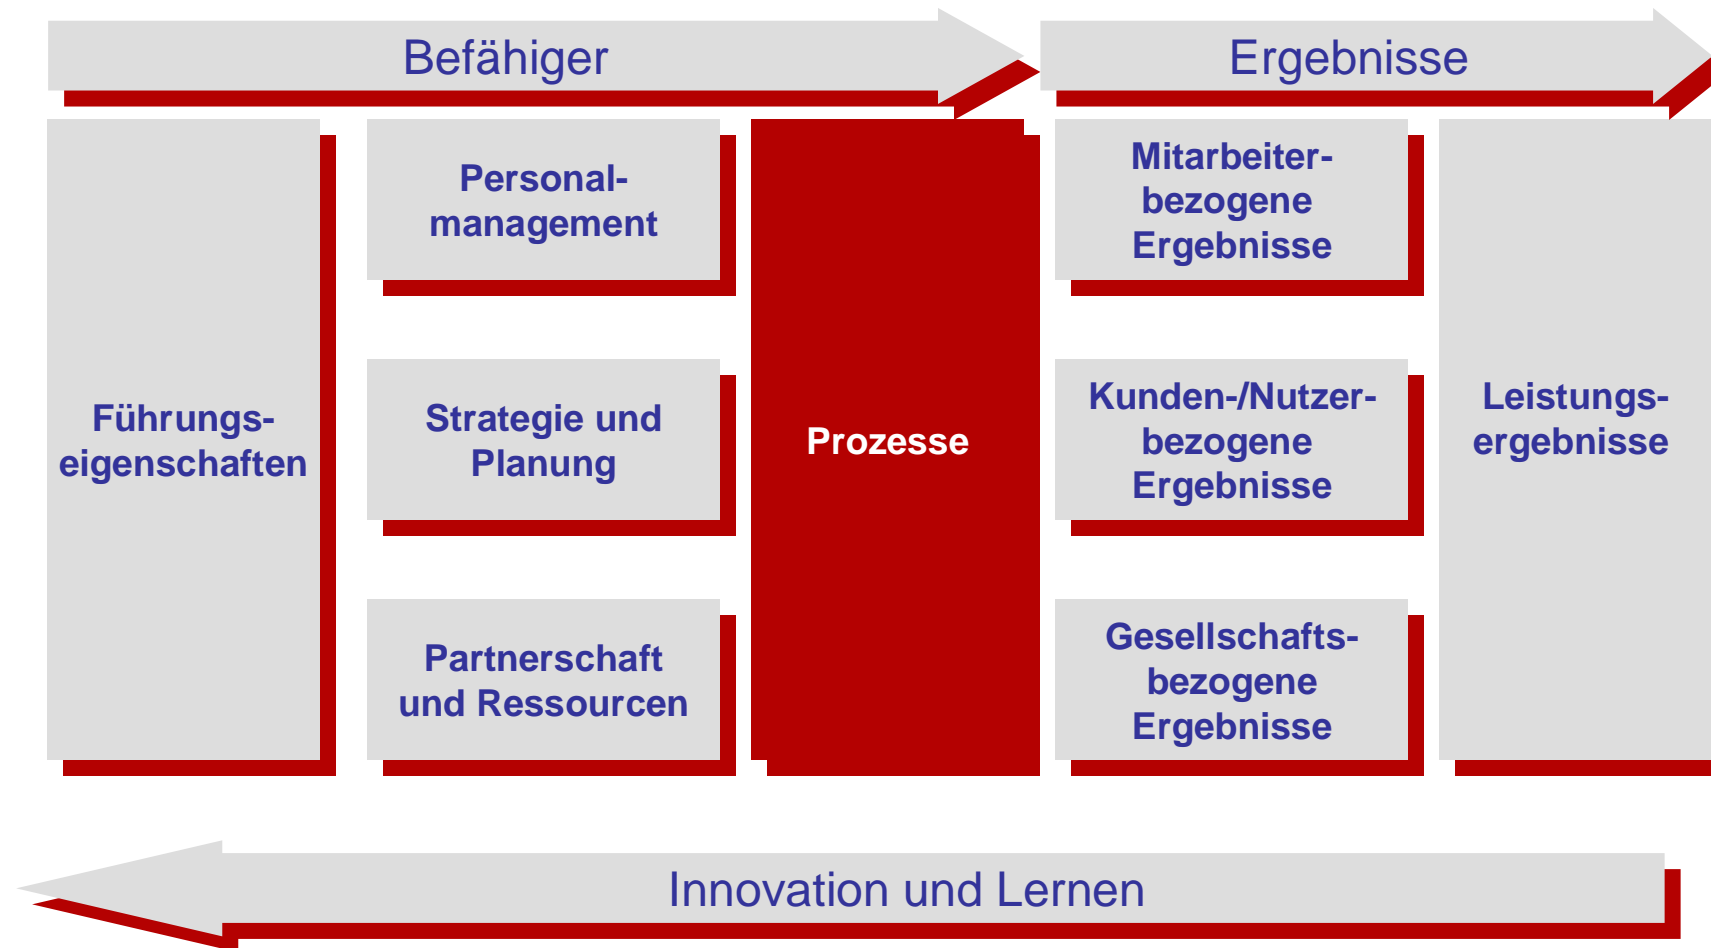 Befähiger
Ergebnisse
Führungs-
eigenschaften
Personal-
management
Strategie und
Planung
Partnerschaft
und Ressourcen
Prozesse
Mitarbeiter-
bezogene
Ergebnisse
Kunden-/Nutzer-
bezogene
Ergebnisse
Gesellschafts-
bezogene
Ergebnisse
Leistungs-
ergebnisse
Innovation und Lernen